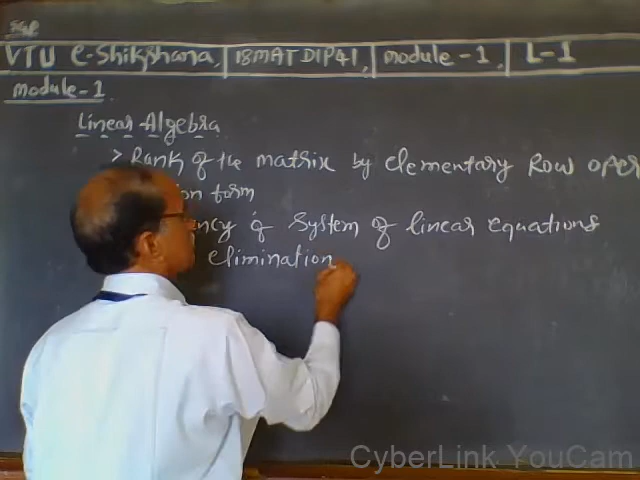 VTU e-Shikshana, 18MATDIP41, module-1, L-1
module-1
Linear Algebra
> Rank of the matrix by Elementary Row oper
ion form
ncy of System of linear equations
elimination
CyberLink YouCam